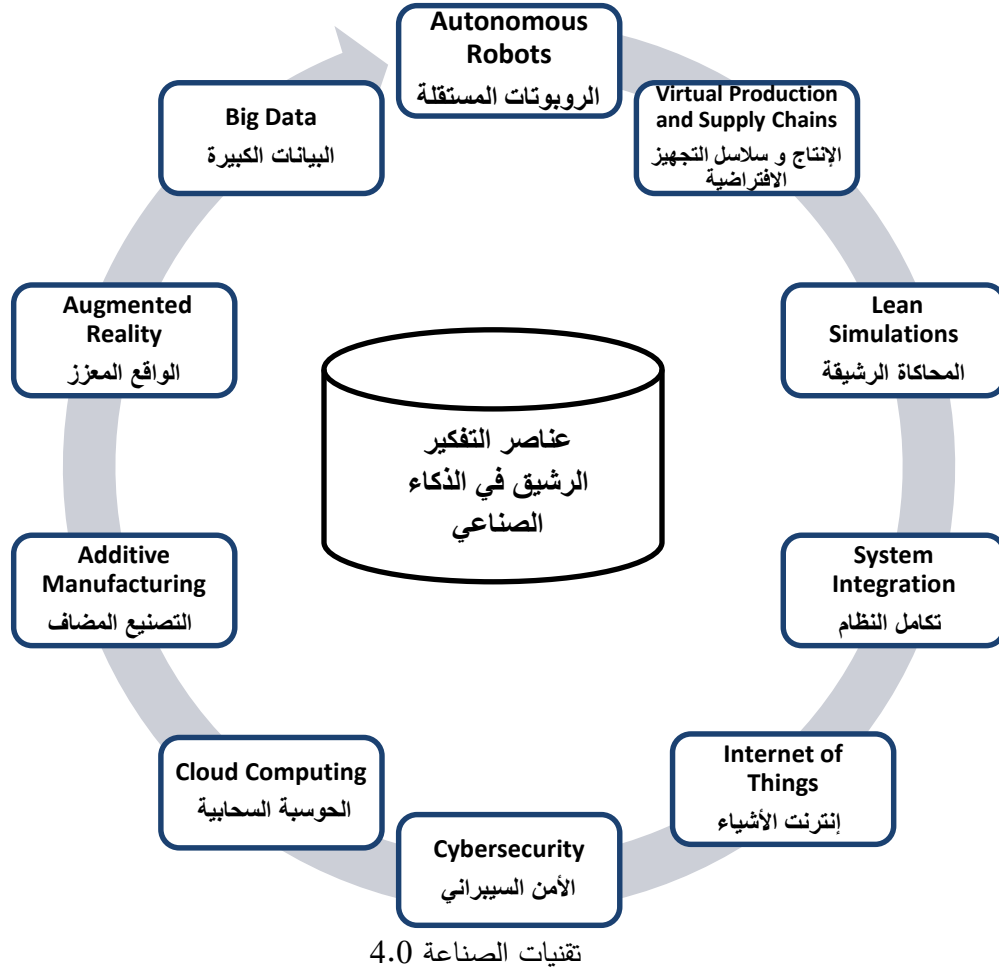 Autonomous
Robots
الروبوتات المستقلة
Virtual Production
and Supply Chains
الإنتاج و سلاسل التجهيز
الافتراضية
Lean
Simulations
المحاكاة الرشيقة
System
Integration
تكامل النظام
Internet of
Things
إنترنت الأشياء
Cybersecurity
الأمن السيبراني
Cloud Computing
الحوسبة السحابية
Additive
Manufacturing
التصنيع المضاف
Augmented
Reality
الواقع المعزز
Big Data
البيانات الكبيرة
عناصر التفكير
الرشيق في الذكاء
الصناعي
تقنيات الصناعة 4.0